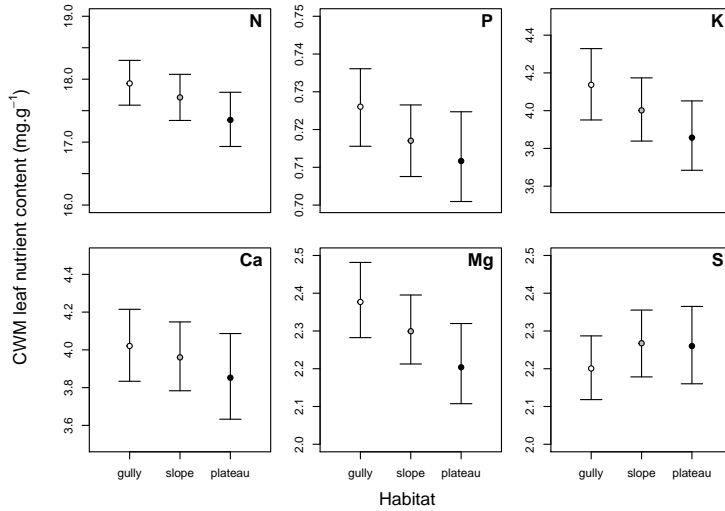 CWM leaf nutrient content (mg.g⁻¹)
N
19.0
18.0
17.0
16.0
P
0.75
0.74
0.73
0.72
0.71
0.70
K
4.4
4.2
4.0
3.8
3.6
Ca
4.4
4.2
4.0
3.8
3.6
gully slope plateau
Mg
2.5
2.4
2.3
2.2
2.1
2.0
gully slope plateau
S
2.5
2.4
2.3
2.2
2.1
2.0
gully slope plateau
Habitat